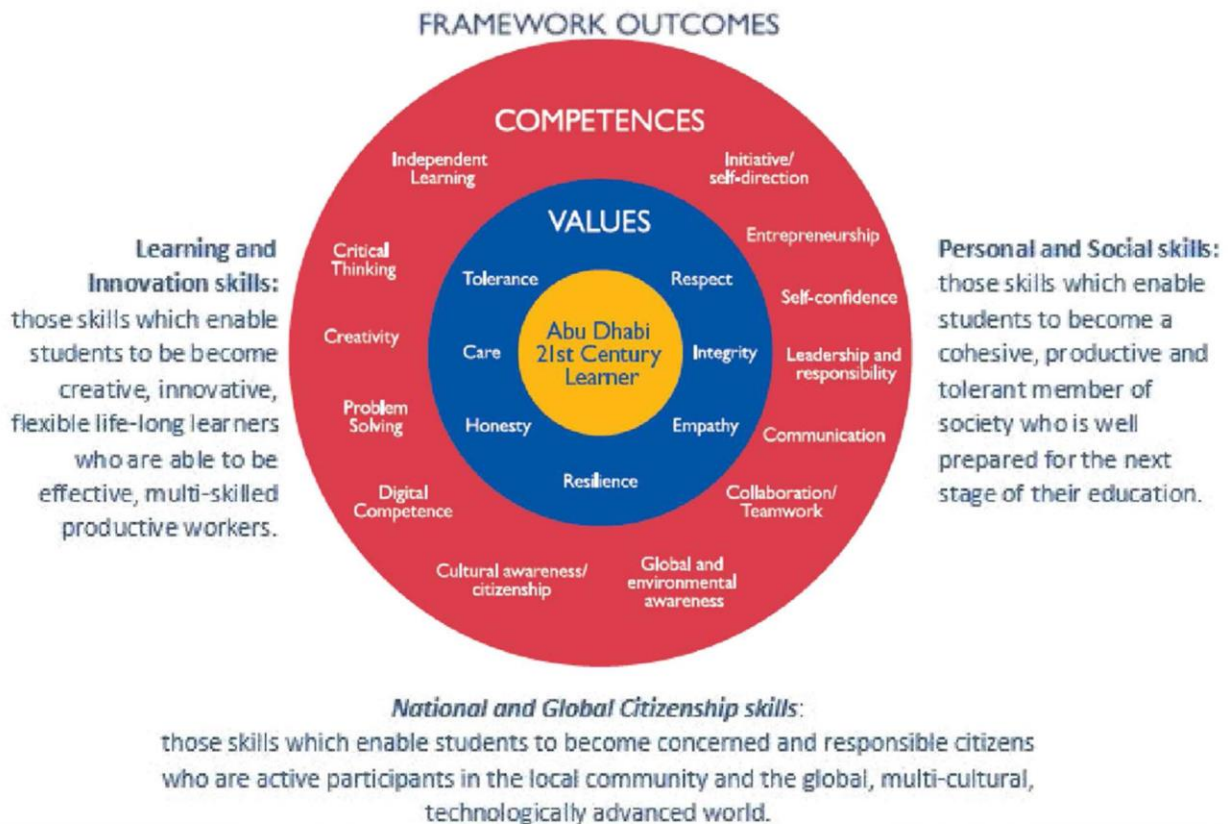 FRAMEWORK OUTCOMES
COMPETENCES
Independent
Learning
Initiative/
self-direction
VALUES
Critical
Thinking
Entrepreneurship
Tolerance
Respect
Creativity
Self-confidence
Abu Dhabi
21st Century
Learner
Care
Integrity
Leadership and
responsibility
Problem
Solving
Honesty
Empathy
Communication
Resilience
Digital
Competence
Collaboration/
Teamwork
Cultural awareness/
citizenship
Global and
environmental
awareness
Learning and
Innovation skills:
those skills which enable
students to be become
creative, innovative,
flexible life-long learners
who are able to be
effective, multi-skilled
productive workers.
Personal and Social skills:
those skills which enable
students to become a
cohesive, productive and
tolerant member of
society who is well
prepared for the next
stage of their education.
National and Global Citizenship skills:
those skills which enable students to become concerned and responsible citizens
who are active participants in the local community and the global, multi-cultural,
technologically advanced world.